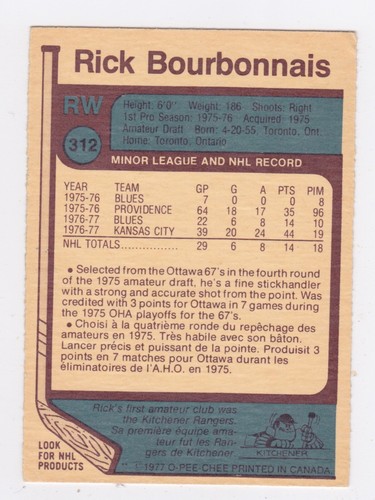 Rick Bourbonnais
RW
312
Height: 6'0" Weight: 186 Shoots: Right
1st Pro Season: 1975-76 Acquired: 1975
Amateur Draft Born: 4-20-55 Toronto, Ont.
Home: Toronto, Ontario
MINOR LEAGUE AND NHL RECORD
YEAR TEAM GP G A PTS PIM
1975-76 BLUES 7 0 0 0 8
1975-76 PROVIDENCE 64 18 17 35 96
1976-77 BLUES 22 6 8 14 10
1976-77 KANSAS CITY 39 20 24 44 19
NHL TOTALS 29 6 8 14 18
• Selected from the Ottawa 67's in the fourth round
of the 1975 amateur draft. he's a fine stickhandler
with a strong and accurate shot from the point. Was
credited with 3 points for Ottawa in 7 games during
the 1975 OHA playoffs for the 67's.
• Choisi à la quatrième ronde du repêchage des
amateurs en 1975. Très habile avec son bâton.
Lancer précis et puissant de la pointe. Produisit 3
points en 7 matches pour Ottawa durant les
éliminatoires de l'A.H.O. en 1975.
Rick's first amateur club was
the Kitchener Rangers.
Sa première équipe ama-
teur fut les Ran-
gers de Kitchener.
KITCHENER
LOOK
FOR NHL
PRODUCTS
** © 1977 O-PEE-CHEE PRINTED IN CANADA